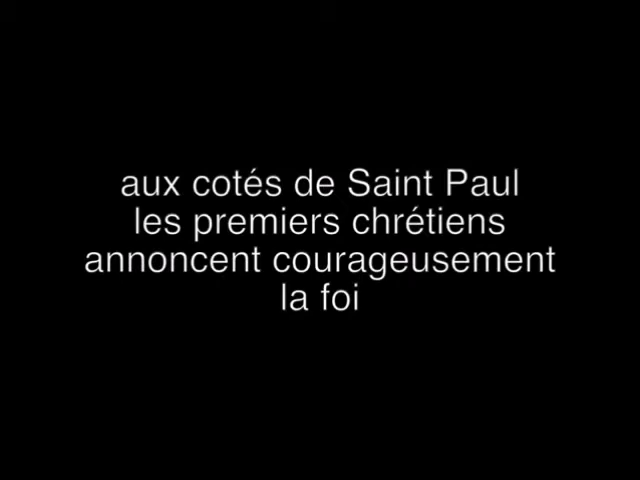 aux cotés de Saint Paul
les premiers chrétiens
annoncent courageusement
la foi